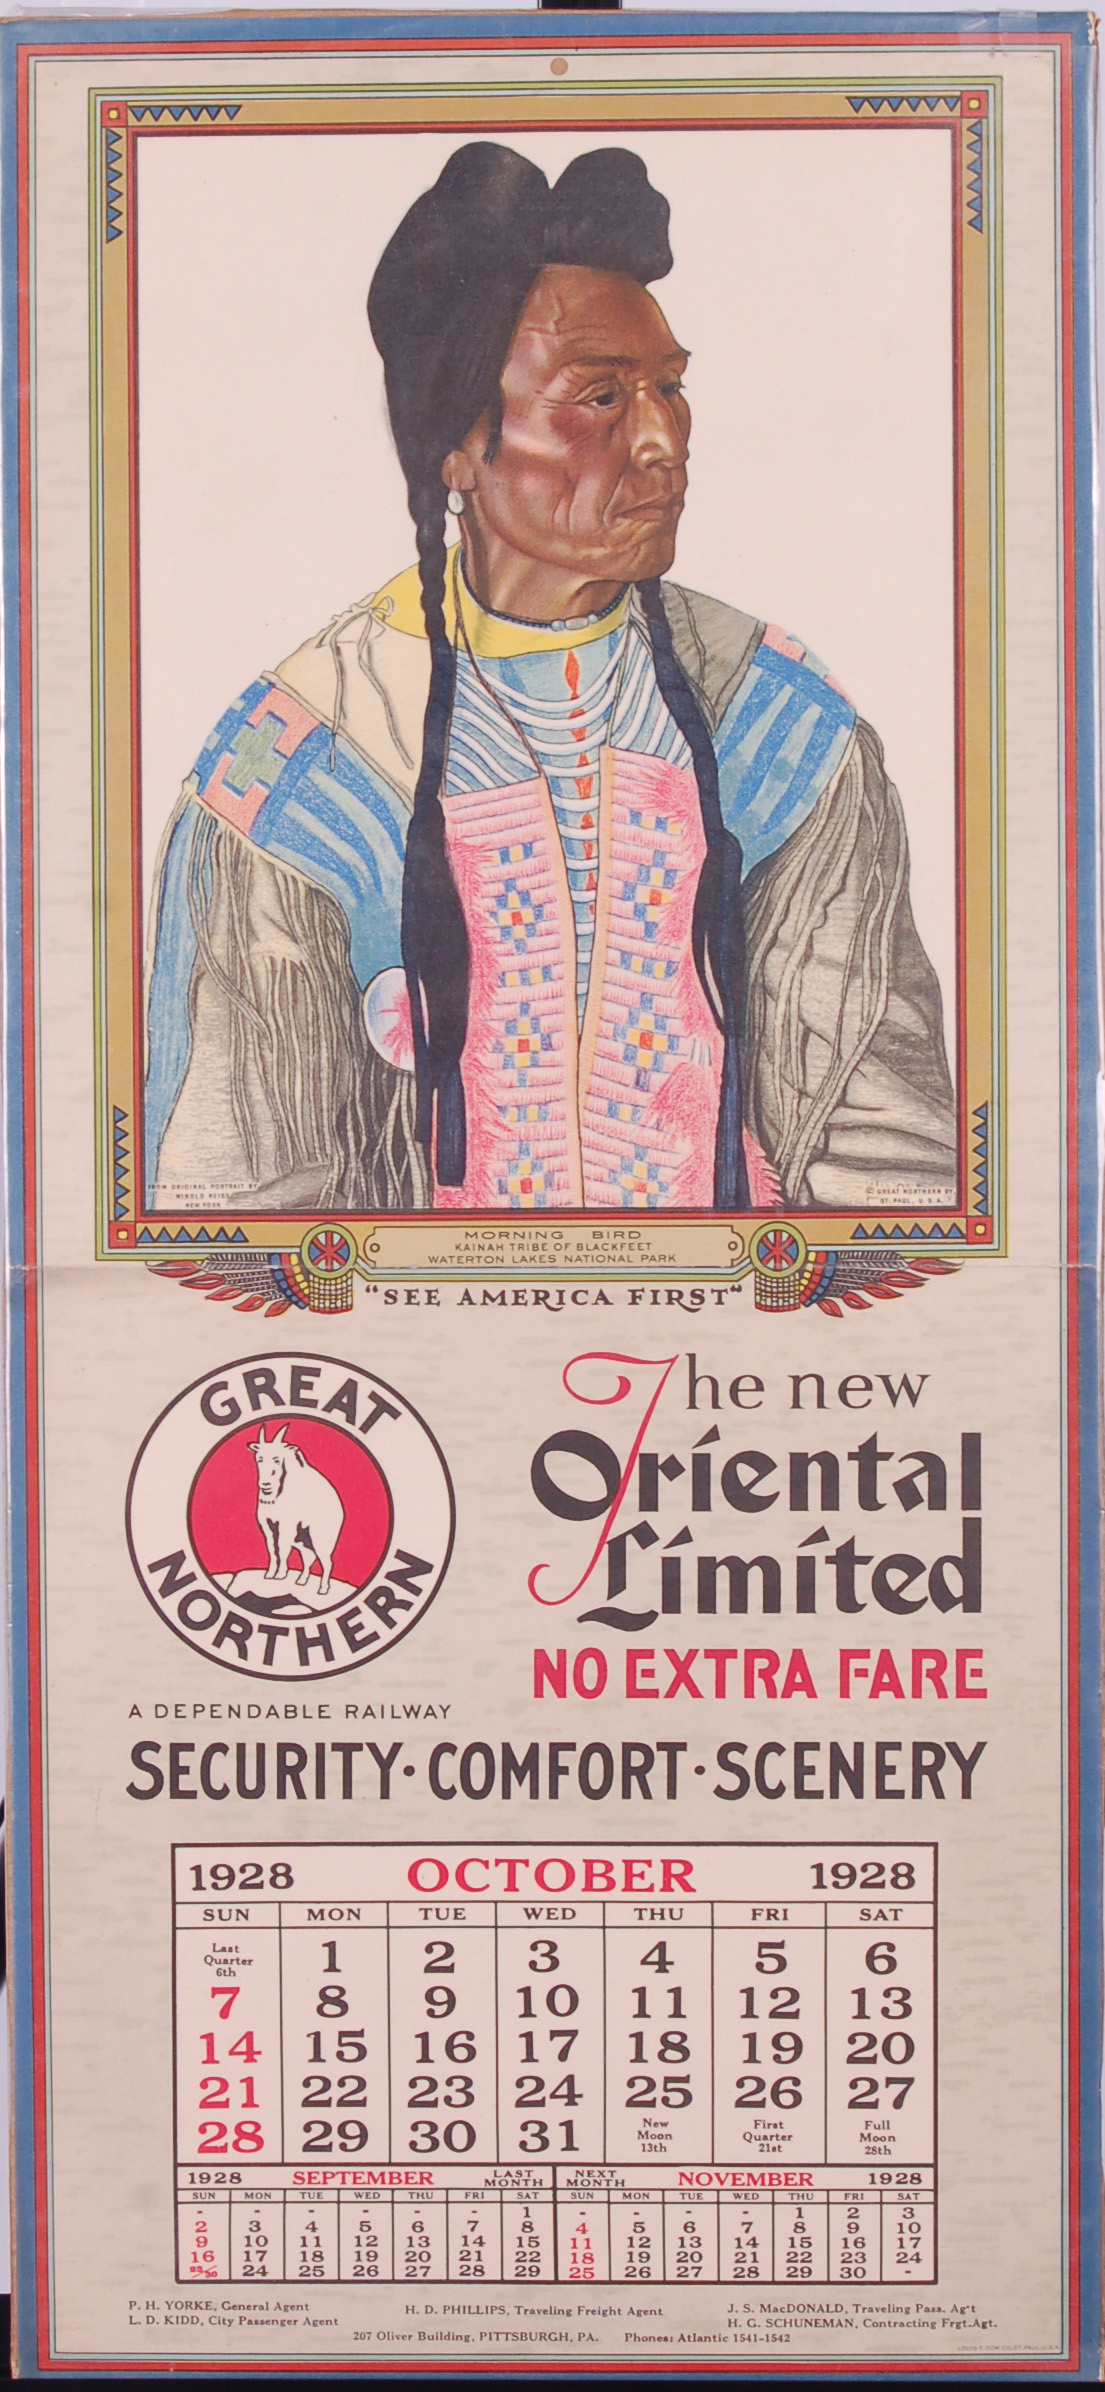 FROM ORIGINAL PORTRAIT BY
WINOLD REISS
NEW YORK
© GREAT NORTHERN RY.
ST. PAUL, U.S.A.
MORNING BIRD
KAINAH TRIBE OF BLACKFEET
WATERTON LAKES NATIONAL PARK
"SEE AMERICA FIRST"
GREAT
NORTHERN
A DEPENDABLE RAILWAY
The new
Oriental
Limited
NO EXTRA FARE
SECURITY·COMFORT·SCENERY
1928 OCTOBER 1928
SUN MON TUE WED THU FRI SAT
Last Quarter 6th 1 2 3 4 5 6
7 8 9 10 11 12 13
14 15 16 17 18 19 20
21 22 23 24 25 26 27
28 29 30 31 New Moon 13th First Quarter 21st Full Moon 28th
1928 SEPTEMBER LAST MONTH
SUN MON TUE WED THU FRI SAT
- - - - - - 1
2 3 4 5 6 7 8
9 10 11 12 13 14 15
16 17 18 19 20 21 22
23/30 24 25 26 27 28 29
NEXT MONTH NOVEMBER 1928
SUN MON TUE WED THU FRI SAT
- - - - 1 2 3
4 5 6 7 8 9 10
11 12 13 14 15 16 17
18 19 20 21 22 23 24
25 26 27 28 29 30 -
P. H. YORKE, General Agent
L. D. KIDD, City Passenger Agent
H. D. PHILLIPS, Traveling Freight Agent
J. S. MacDONALD, Traveling Pass. Ag't
H. G. SCHUNEMAN, Contracting Frgt. Agt.
207 Oliver Building, PITTSBURGH, PA. Phones: Atlantic 1541-1542